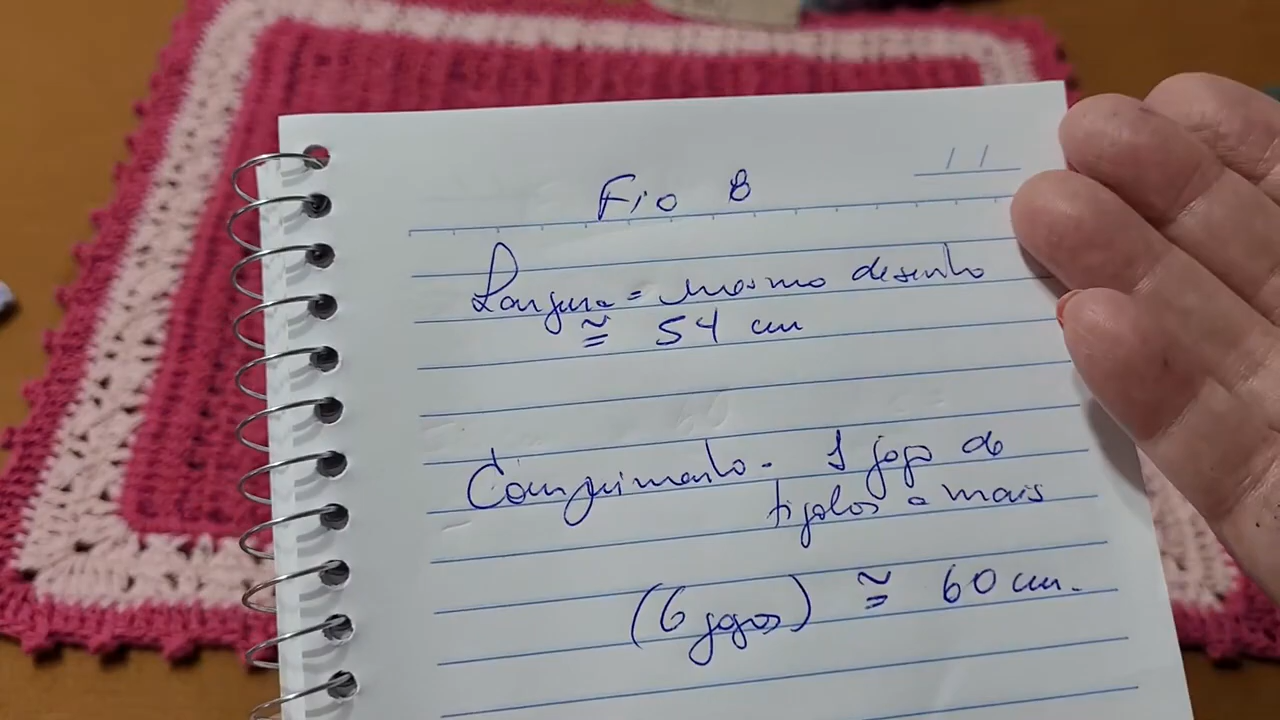 Fio 8
Largura = mesmo desenho
≅ 54 cm
Comprimento - 1 jogo de
tijolos a mais
(6 jogos) ≅ 60 cm.